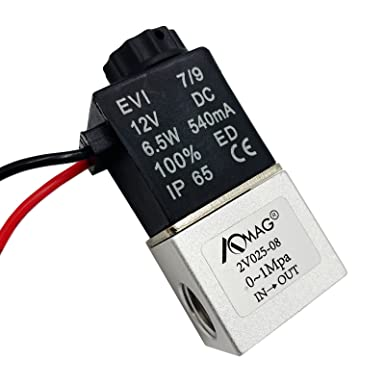 EVI 7/9
12V DC
6.5W 540mA
100% ED
IP 65 CE
AOMAG®
2V025-08
0~1Mpa
IN→OUT